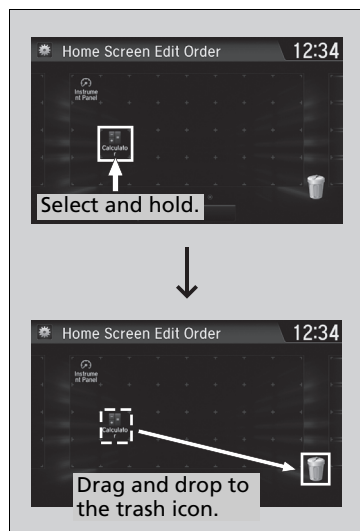 Home Screen Edit Order 12:34
Instrume
nt Panel
Calculato
r
Select and hold.
Home Screen Edit Order 12:34
Instrume
nt Panel
Calculato
r
Drag and drop to
the trash icon.